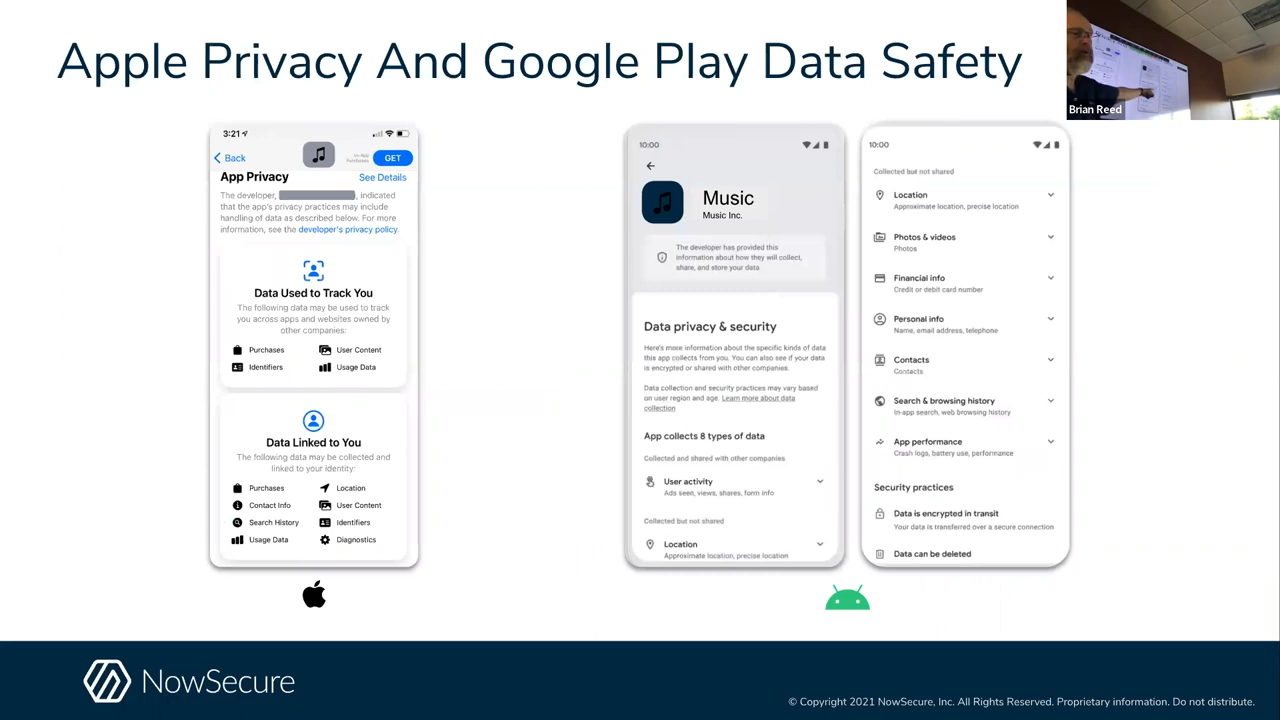 Apple Privacy And Google Play Data Safety
Brian Reed
3:21
Back
In-App
Purchases
GET
App Privacy
See Details
The developer,
, indicated
that the app's privacy practices may include
handling of data as described below. For more
information, see the developer's privacy policy.
Data Used to Track You
The following data may be used to track
you across apps and websites owned by
other companies:
Purchases
User Content
Identifiers
Usage Data
Data Linked to You
The following data may be collected and
linked to your identity:
Purchases
Location
Contact Info
User Content
Search History
Identifiers
Usage Data
Diagnostics
10:00
Music
Music Inc.
The developer has provided this
information about how they will collect,
share, and store your data
Data privacy & security
Here's more information about the specific kinds of data
this app collects from you. You can also see if your data
is encrypted or shared with other companies.
Data collection and security practices may vary based
on user region and age. Learn more about data
collection
App collects 8 types of data
Collected and shared with other companies
User activity
Ads seen, views, shares, form info
Collected but not shared
Location
Approximate location, precise location
10:00
Collected but not shared
Location
Approximate location, precise location
Photos & videos
Photos
Financial info
Credit or debit card number
Personal info
Name, email address, telephone
Contacts
Contacts
Search & browsing history
In-app search, web browsing history
App performance
Crash logs, battery use, performance
Security practices
Data is encrypted in transit
Your data is transferred over a secure connection
Data can be deleted
NowSecure
© Copyright 2021 NowSecure, Inc. All Rights Reserved. Proprietary information. Do not distribute.